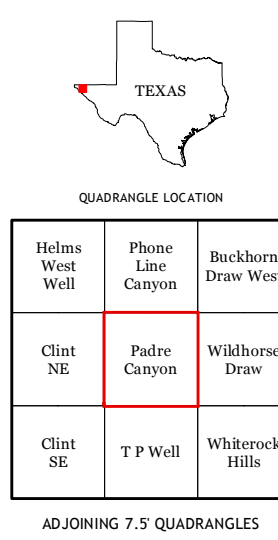 TEXAS
QUADRANGLE LOCATION
Helms
West
Well
Phone
Line
Canyon
Buckhorn
Draw West
Clint
NE
Padre
Canyon
Wildhorse
Draw
Clint
SE
T P Well
Whiterock
Hills
ADJOINING 7.5' QUADRANGLES